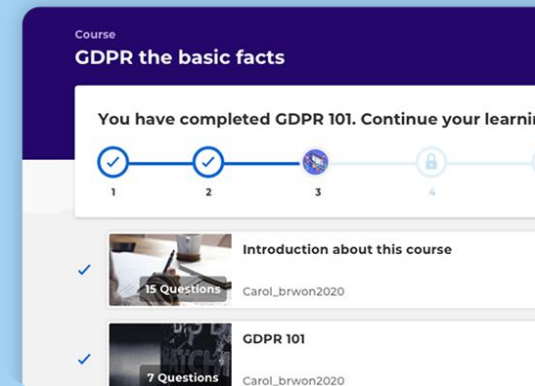 Course
GDPR the basic facts
You have completed GDPR 101. Continue your learni
1
2
3
4
15 Questions
Introduction about this course
Carol_brwon2020
7 Questions
GDPR 101
Carol_brwon2020